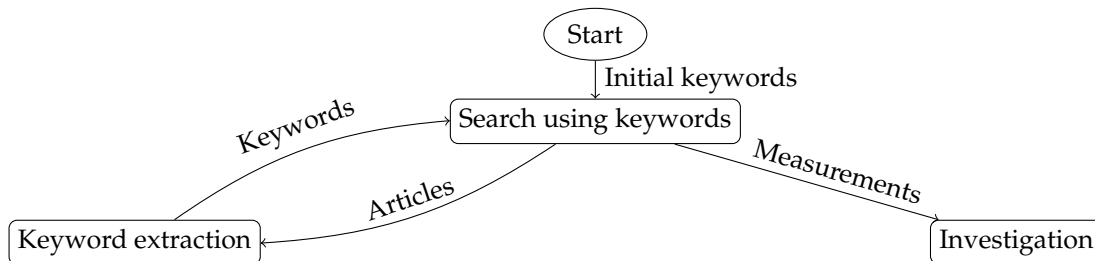 Start
Initial keywords
Search using keywords
Keywords
Articles
Measurements
Keyword extraction
Investigation